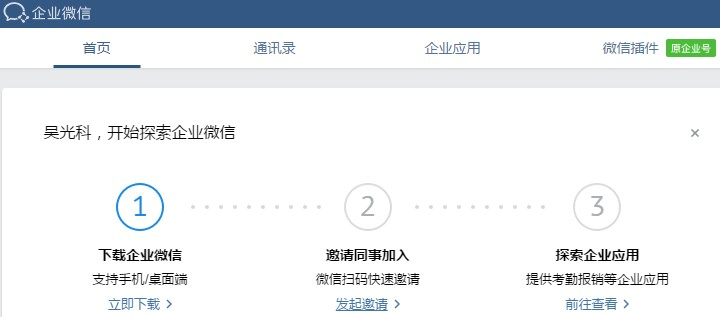 企业微信
首页 通讯录 企业应用 微信插件 原企业号
吴光科，开始探索企业微信 ×
1 2 3
下载企业微信 邀请同事加入 探索企业应用
支持手机/桌面端 微信扫码快速邀请 提供考勤报销等企业应用
立即下载 > 发起邀请 > 前往查看 >